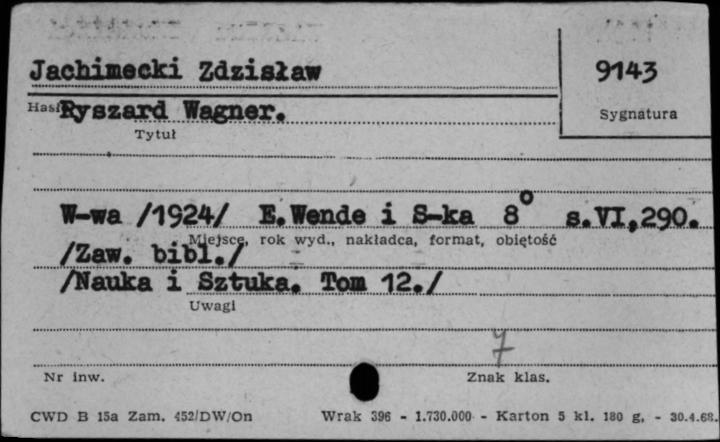 Jachimecki Zdzisław
9143
Hasło
Sygnatura
Ryszard Wagner.
Tytuł
W-wa /1924/ E.Wende i S-ka 8° s.VI,290.
Miejsce, rok wyd., nakładca, format, objętość
/Zaw. bibl./
/Nauka i Sztuka. Tom 12./
Uwagi
7
Nr inw.
Znak klas.
CWD B 15a Zam. 452/DW/On Wrak 396 - 1.730.000 - Karton 5 kl. 180 g. - 30.4.68.